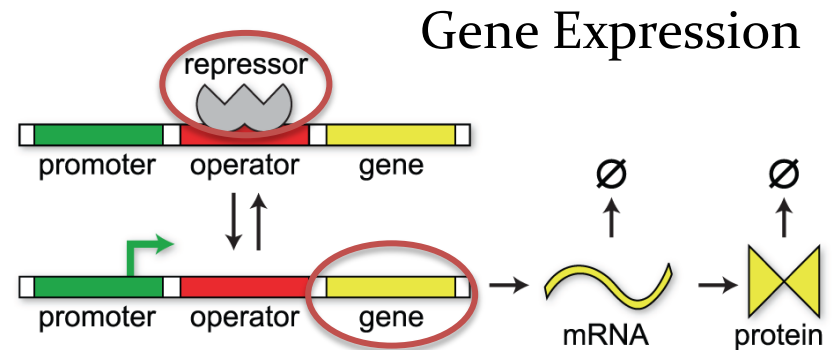 Gene Expression
repressor
promoter operator gene
Ø Ø
promoter operator gene
mRNA protein